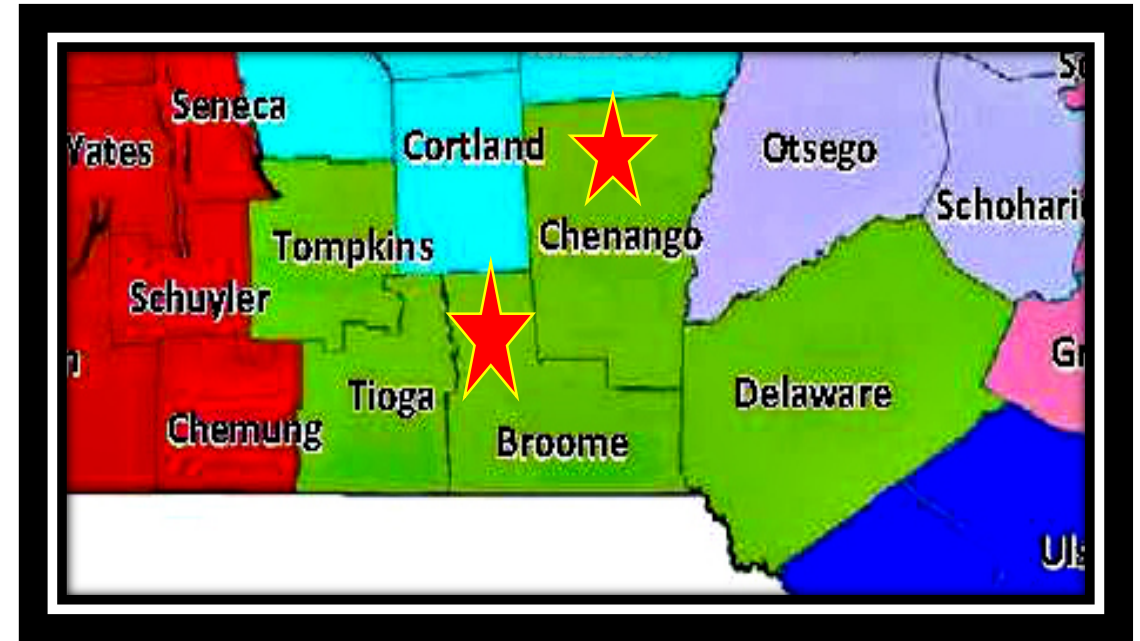 Seneca
Yates
Cortland
Otsego
Schohari
Tompkins
Chenango
Schuyler
Tioga
Delaware
Chemung
Broome